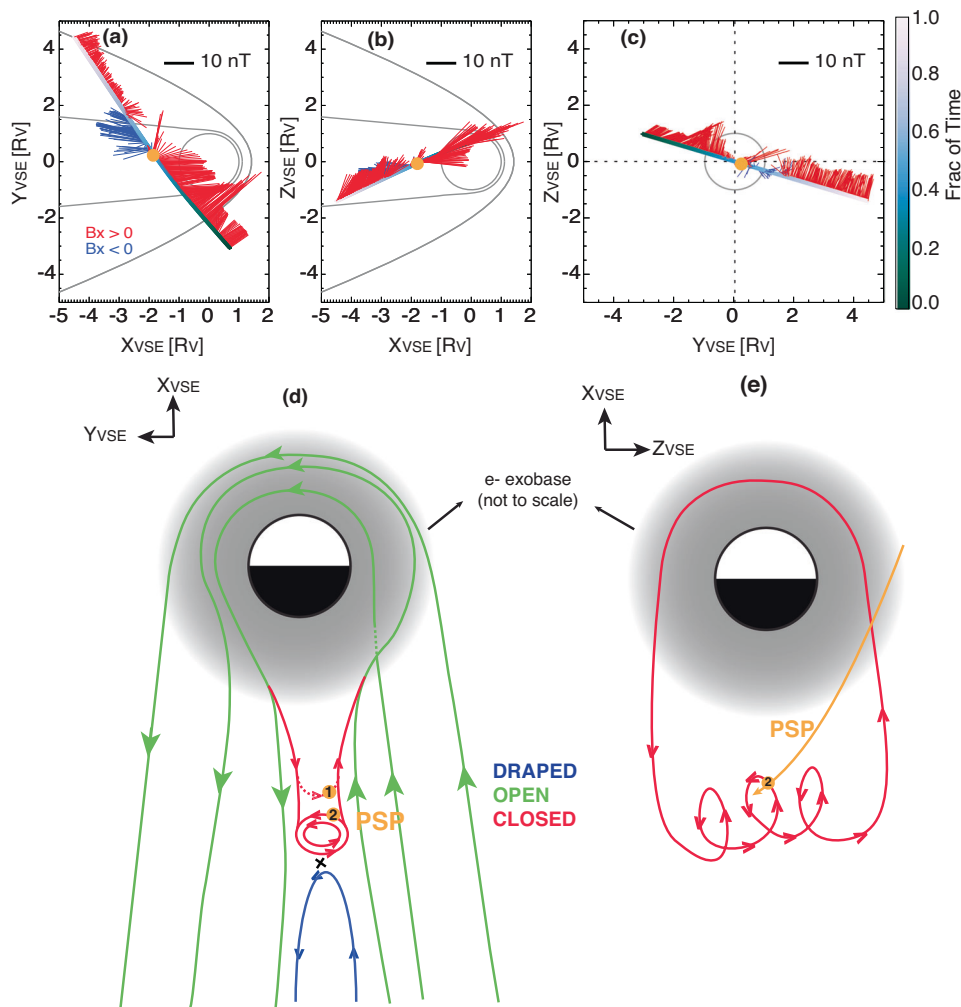 (a)
10 nT
YVSE [RV]
4
2
0
-2
-4
Bx > 0
Bx < 0
-5 -4 -3 -2 -1 0 1 2
XVSE [RV]
(b)
10 nT
ZVSE [RV]
4
2
0
-2
-4
-5 -4 -3 -2 -1 0 1 2
XVSE [RV]
(c)
10 nT
ZVSE [RV]
4
2
0
-2
-4
-4 -2 0 2 4
YVSE [RV]
1.0
0.8
0.6
0.4
0.2
0.0
Frac of Time
(d)
XVSE
YVSE
e- exobase
(not to scale)
1
2
PSP
DRAPED
OPEN
CLOSED
(e)
XVSE
ZVSE
PSP
2